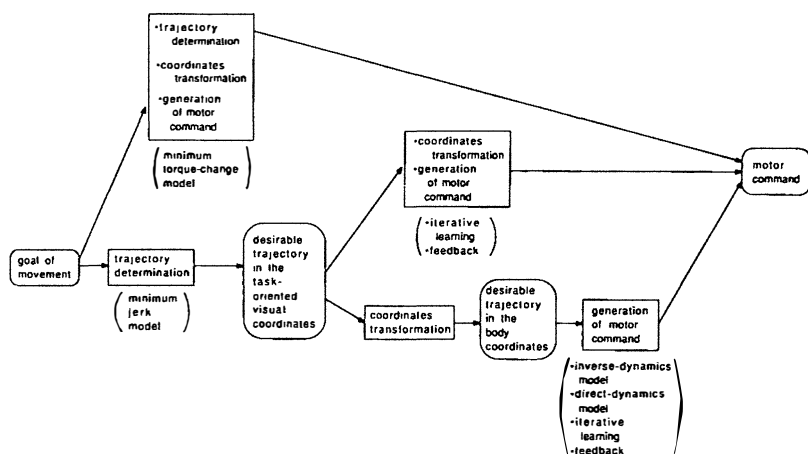 •trajectory
determination
•coordinates
transformation
•generation
of motor
command
minimum
torque-change
model
goal of
movement
trajectory
determination
minimum
jerk
model
desirable
trajectory
in the
task-
oriented
visual
coordinates
•coordinates
transformation
•generation
of motor
command
•iterative
learning
•feedback
coordinates
transformation
desirable
trajectory
in the
body
coordinates
generation
of motor
command
•inverse-dynamics
model
•direct-dynamics
model
•iterative
learning
•feedback
motor
command